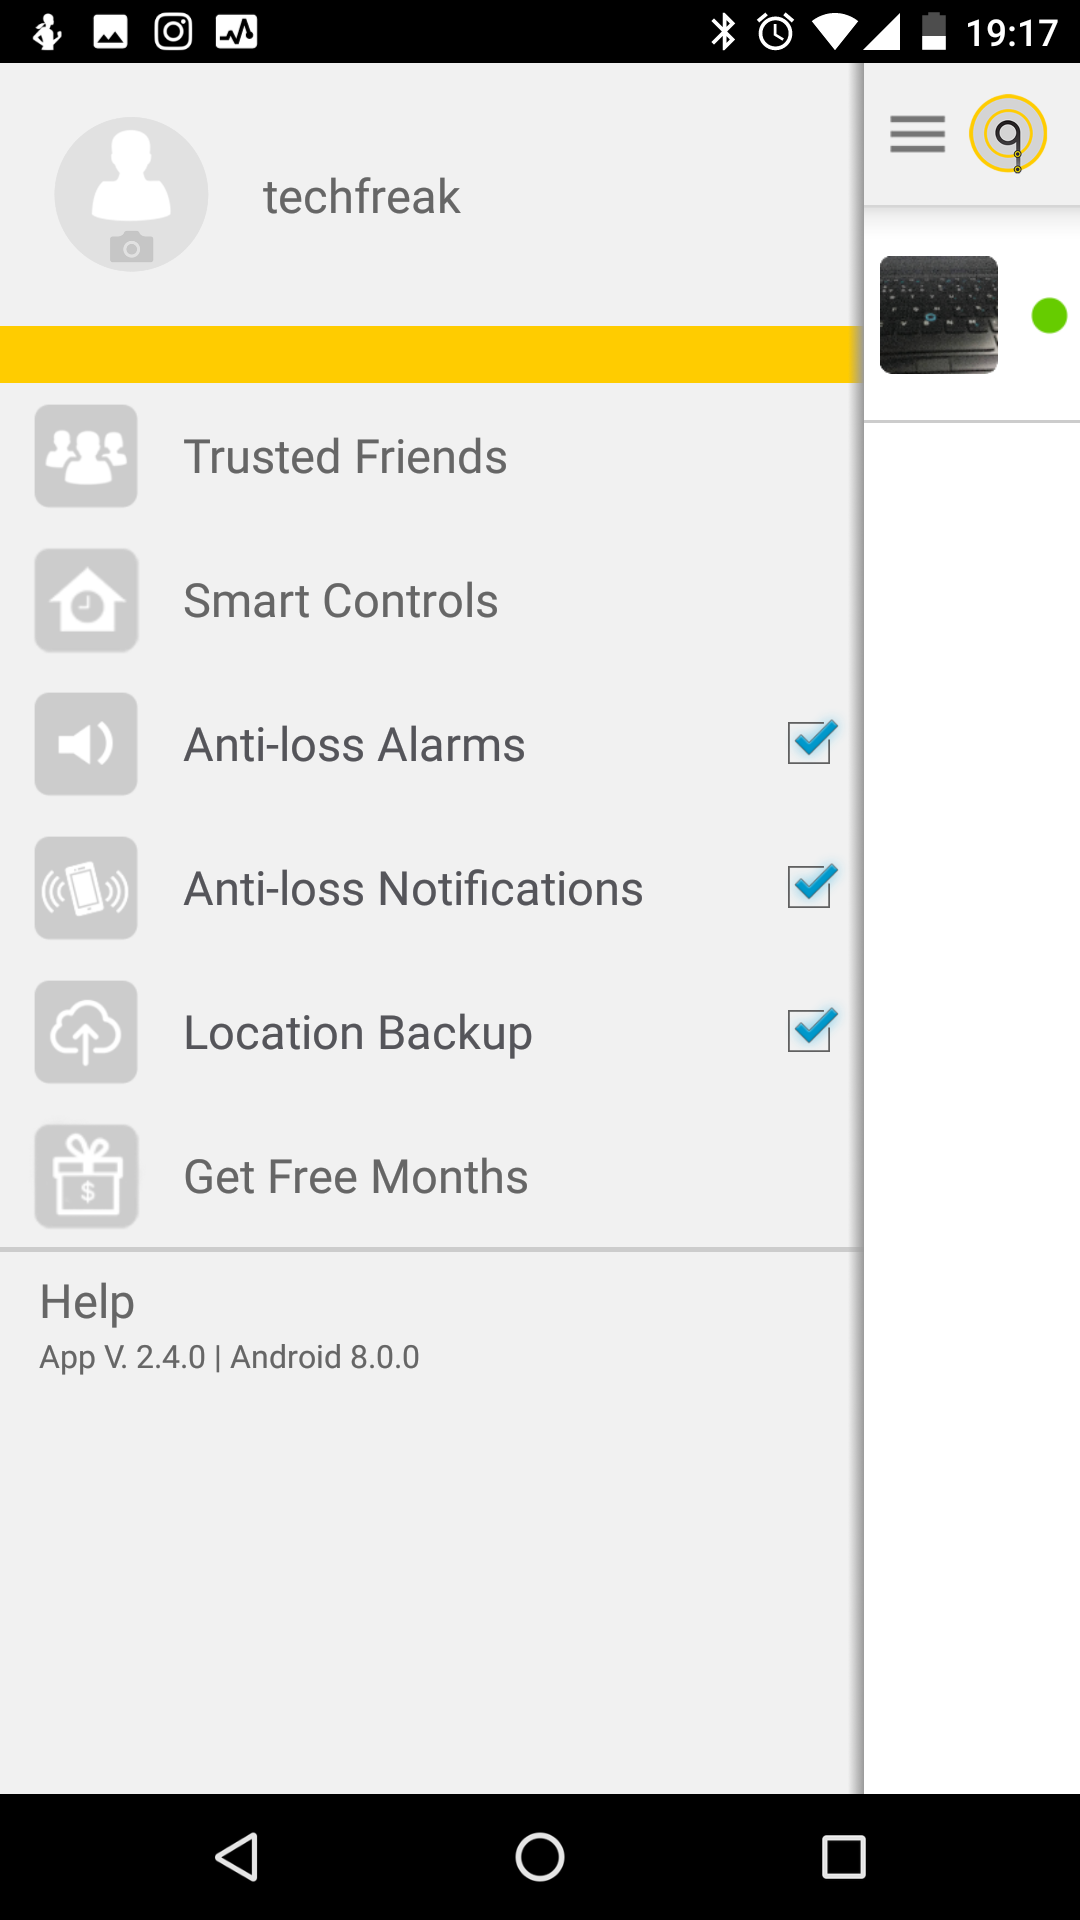 19:17
techfreak
Trusted Friends
Smart Controls
Anti-loss Alarms
Anti-loss Notifications
Location Backup
$
Get Free Months
Help
App V. 2.4.0 | Android 8.0.0